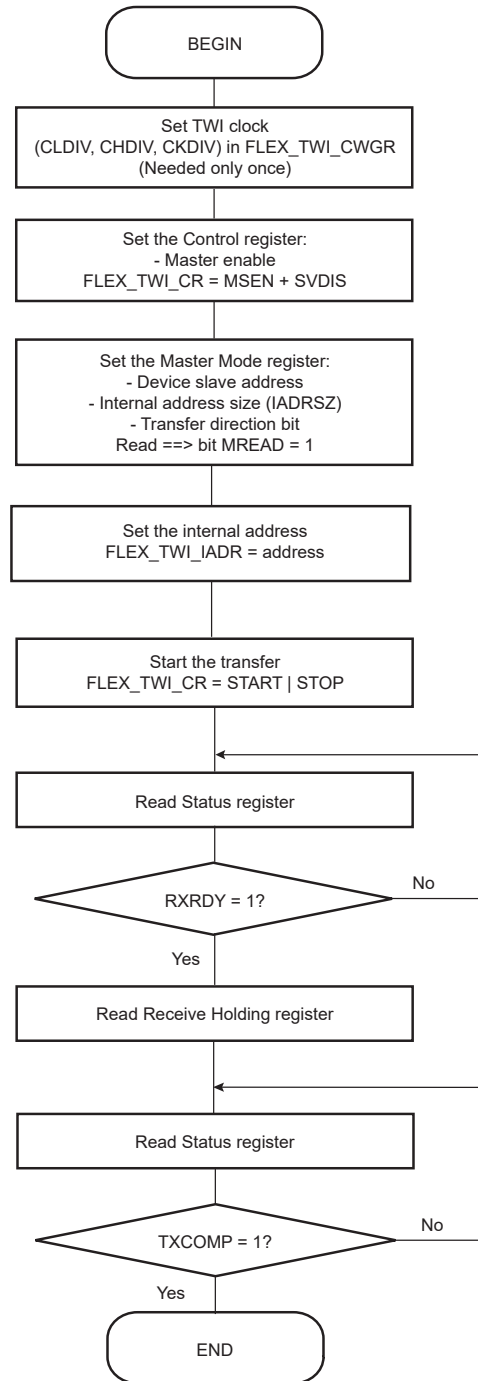 BEGIN
Set TWI clock
(CLDIV, CHDIV, CKDIV) in FLEX_TWI_CWGR
(Needed only once)
Set the Control register:
- Master enable
FLEX_TWI_CR = MSEN + SVDIS
Set the Master Mode register:
- Device slave address
- Internal address size (IADRSZ)
- Transfer direction bit
Read ==> bit MREAD = 1
Set the internal address
FLEX_TWI_IADR = address
Start the transfer
FLEX_TWI_CR = START | STOP
Read Status register
RXRDY = 1?
No
Yes
Read Receive Holding register
Read Status register
TXCOMP = 1?
No
Yes
END